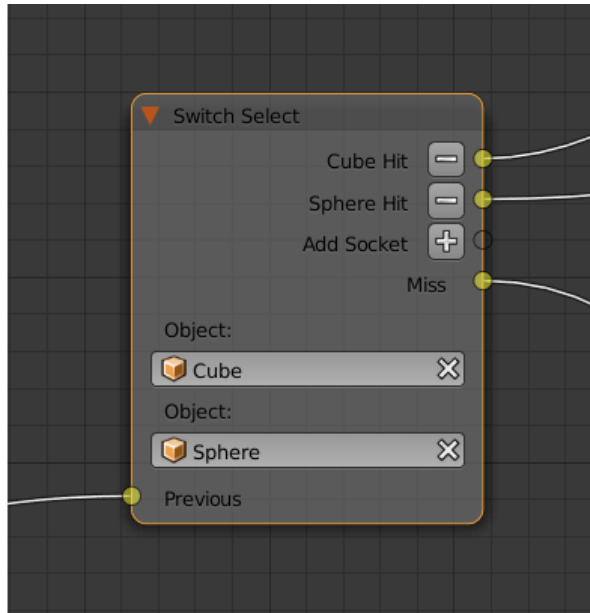 Switch Select
Cube Hit
Sphere Hit
Add Socket
Miss
Object:
Cube
Object:
Sphere
Previous